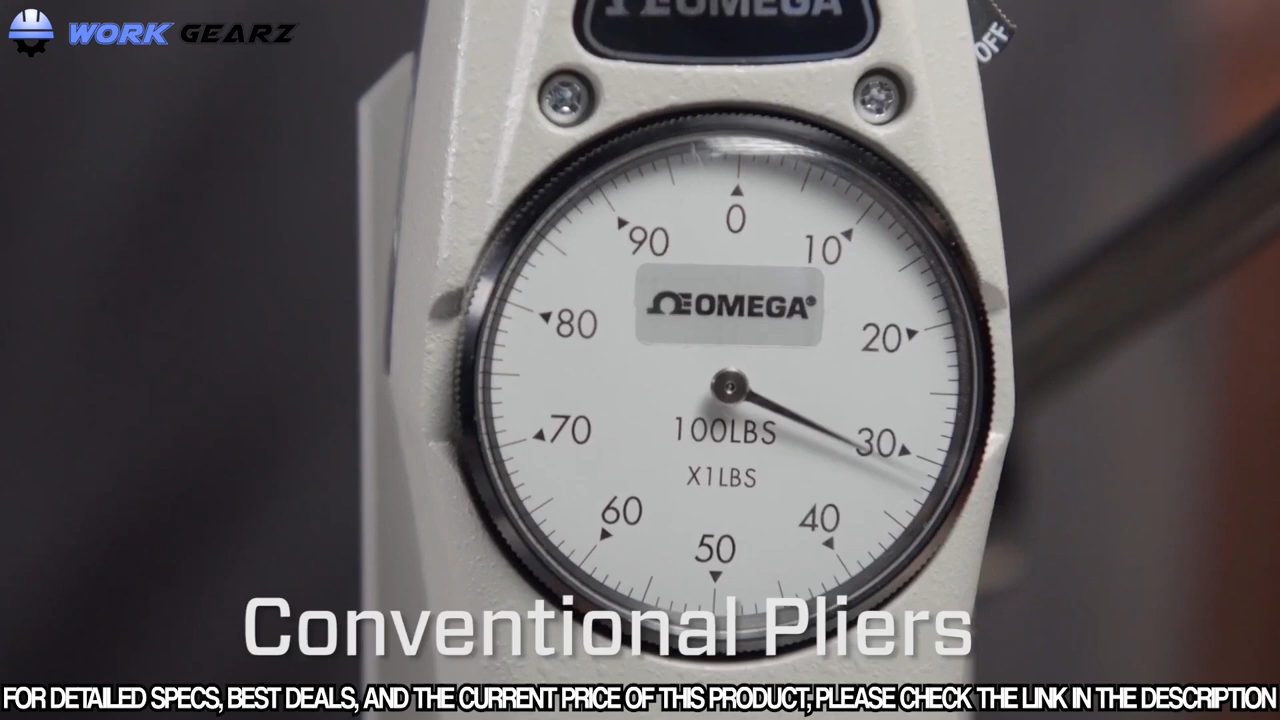 WORK GEARZ
OMEGA
OFF
0
90
10
OMEGA®
80
20
100LBS
70
30
X1LBS
60
40
50
Conventional Pliers
FOR DETAILED SPECS, BEST DEALS, AND THE CURRENT PRICE OF THIS PRODUCT, PLEASE CHECK THE LINK IN THE DESCRIPTION